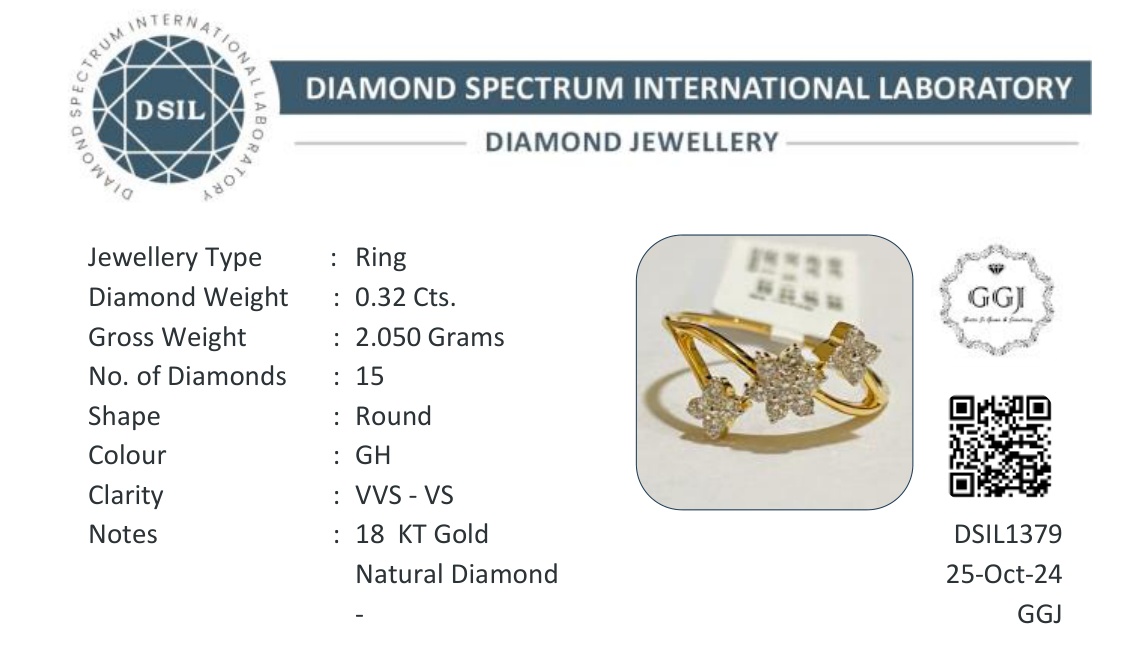 DIAMOND SPECTRUM INTERNATIONAL LABORATORY
DSIL
DIAMOND SPECTRUM INTERNATIONAL LABORATORY
DIAMOND JEWELLERY
Jewellery Type : Ring
Diamond Weight : 0.32 Cts.
Gross Weight : 2.050 Grams
No. of Diamonds : 15
Shape : Round
Colour : GH
Clarity : VVS - VS
Notes : 18 KT Gold
Natural Diamond
-
GGJ
DSIL1379
25-Oct-24
GGJ